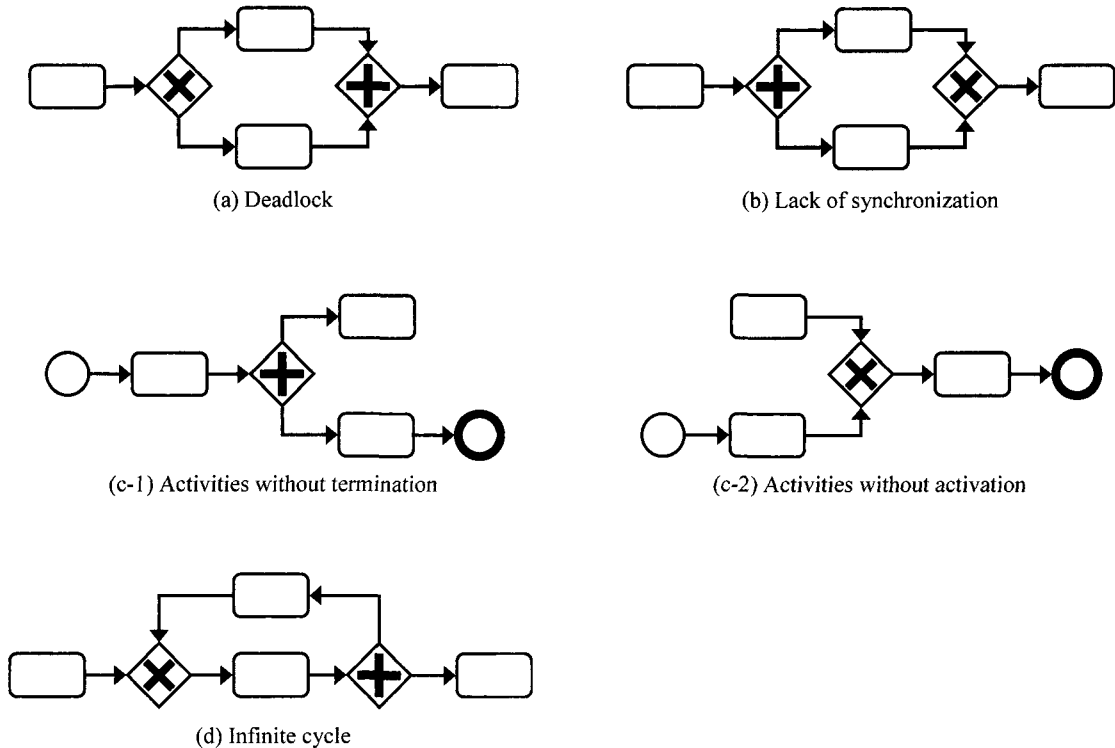 (a) Deadlock
(b) Lack of synchronization
(c-1) Activities without termination
(c-2) Activities without activation
(d) Infinite cycle